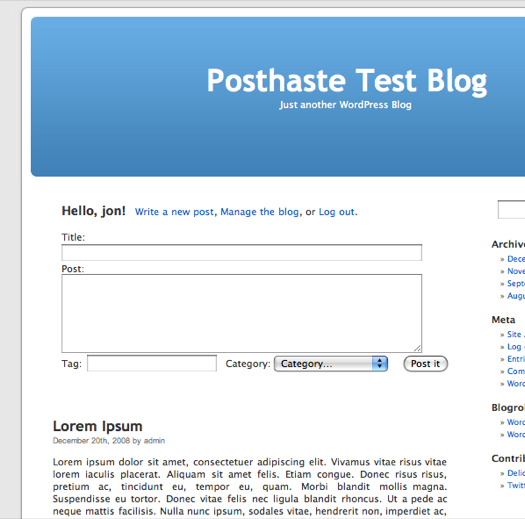 Posthaste Test Blog
Just another WordPress Blog
Hello, jon! Write a new post, Manage the blog, or Log out.
Title:
Post:
Tag: Category: Category... Post it
Lorem Ipsum
December 20th, 2008 by admin
Lorem ipsum dolor sit amet, consectetuer adipiscing elit. Vivamus vitae risus vitae
lorem iaculis placerat. Aliquam sit amet felis. Etiam congue. Donec risus risus,
pretium ac, tincidunt eu, tempor eu, quam. Morbi blandit mollis magna.
Suspendisse eu tortor. Donec vitae felis nec ligula blandit rhoncus. Ut a pede ac
neque mattis facilisis. Nulla nunc ipsum, sodales vitae, hendrerit non, imperdiet ac,
Archive
» Dece
» Nove
» Sept
» Augu
Meta
» Site
» Log
» Entri
» Com
» Word
Blogro
» Word
» Word
Contrib
» Delic
» Twit